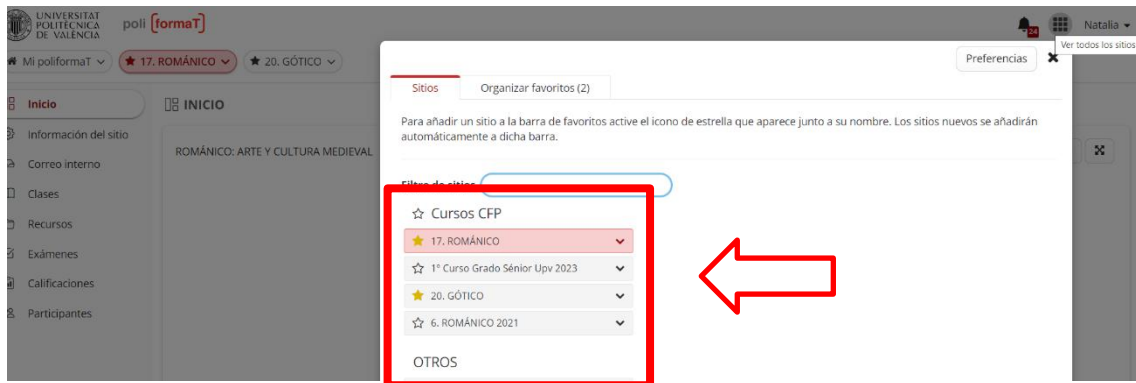 UNIVERSITAT
POLITÈCNICA
DE VALÈNCIA
poli [formaT]
24
Natalia
Ver todos los sitios
Mi poliformaT
17. ROMÁNICO
20. GÓTICO
Preferencias
Inicio
Información del sitio
Correo interno
Clases
Recursos
Exámenes
Calificaciones
Participantes
INICIO
ROMÁNICO: ARTE Y CULTURA MEDIEVAL
Sitios
Organizar favoritos (2)
Para añadir un sitio a la barra de favoritos active el icono de estrella que aparece junto a su nombre. Los sitios nuevos se añadirán
automáticamente a dicha barra.
Filtro de sitios
Cursos CFP
17. ROMÁNICO
1º Curso Grado Sénior Upv 2023
20. GÓTICO
6. ROMÁNICO 2021
OTROS